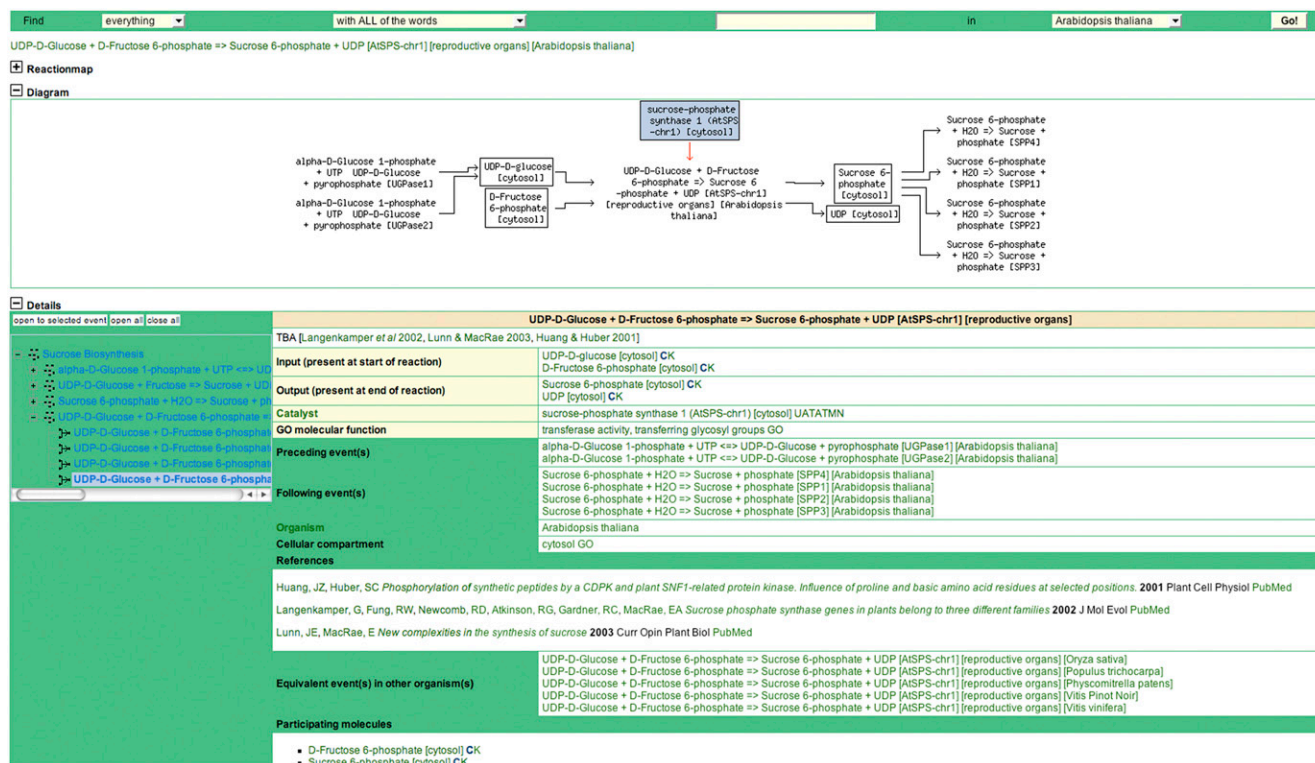 Find everything with ALL of the words in Arabidopsis thaliana Go!
UDP-D-Glucose + D-Fructose 6-phosphate => Sucrose 6-phosphate + UDP [AtSPS-chr1] [reproductive organs] [Arabidopsis thaliana]
Reactionmap
Diagram
sucrose-phosphate
synthase 1 (AtSPS
-chr1) [cytosol]
alpha-D-Glucose 1-phosphate
+ UTP UDP-D-Glucose
+ pyrophosphate [UGPase1]
alpha-D-Glucose 1-phosphate
+ UTP UDP-D-Glucose
+ pyrophosphate [UGPase2]
UDP-D-glucose
[cytosol]
D-Fructose
6-phosphate
[cytosol]
UDP-D-Glucose + D-Fructose
6-phosphate => Sucrose 6
-phosphate + UDP [AtSPS-chr1]
[reproductive organs] [Arabidopsis
thaliana]
Sucrose 6-
phosphate
[cytosol]
UDP [cytosol]
Sucrose 6-phosphate
+ H2O => Sucrose +
phosphate [SPP4]
Sucrose 6-phosphate
+ H2O => Sucrose +
phosphate [SPP1]
Sucrose 6-phosphate
+ H2O => Sucrose +
phosphate [SPP2]
Sucrose 6-phosphate
+ H2O => Sucrose +
phosphate [SPP3]
Details
open to selected event open all close all
Sucrose Biosynthesis
alpha-D-Glucose 1-phosphate + UTP <=> UD
UDP-D-Glucose + Fructose => Sucrose + UD
Sucrose 6-phosphate + H2O => Sucrose + ph
UDP-D-Glucose + D-Fructose 6-phosphate =
UDP-D-Glucose + D-Fructose 6-phosphat
UDP-D-Glucose + D-Fructose 6-phosphat
UDP-D-Glucose + D-Fructose 6-phosphat
UDP-D-Glucose + D-Fructose 6-phospha
UDP-D-Glucose + D-Fructose 6-phosphate => Sucrose 6-phosphate + UDP [AtSPS-chr1] [reproductive organs]
TBA [Langenkamper et al 2002, Lunn & MacRae 2003, Huang & Huber 2001]
Input (present at start of reaction)
UDP-D-glucose [cytosol] CK
D-Fructose 6-phosphate [cytosol] CK
Output (present at end of reaction)
Sucrose 6-phosphate [cytosol] CK
UDP [cytosol] CK
Catalyst sucrose-phosphate synthase 1 (AtSPS-chr1) [cytosol] UATATMN
GO molecular function transferase activity, transferring glycosyl groups GO
Preceding event(s)
alpha-D-Glucose 1-phosphate + UTP <=> UDP-D-Glucose + pyrophosphate [UGPase1] [Arabidopsis thaliana]
alpha-D-Glucose 1-phosphate + UTP <=> UDP-D-Glucose + pyrophosphate [UGPase2] [Arabidopsis thaliana]
Following event(s)
Sucrose 6-phosphate + H2O => Sucrose + phosphate [SPP4] [Arabidopsis thaliana]
Sucrose 6-phosphate + H2O => Sucrose + phosphate [SPP1] [Arabidopsis thaliana]
Sucrose 6-phosphate + H2O => Sucrose + phosphate [SPP2] [Arabidopsis thaliana]
Sucrose 6-phosphate + H2O => Sucrose + phosphate [SPP3] [Arabidopsis thaliana]
Organism Arabidopsis thaliana
Cellular compartment cytosol GO
References
Huang, JZ, Huber, SC Phosphorylation of synthetic peptides by a CDPK and plant SNF1-related protein kinase. Influence of proline and basic amino acid residues at selected positions. 2001 Plant Cell Physiol PubMed
Langenkamper, G, Fung, RW, Newcomb, RD, Atkinson, RG, Gardner, RC, MacRae, EA Sucrose phosphate synthase genes in plants belong to three different families 2002 J Mol Evol PubMed
Lunn, JE, MacRae, E New complexities in the synthesis of sucrose 2003 Curr Opin Plant Biol PubMed
Equivalent event(s) in other organism(s)
UDP-D-Glucose + D-Fructose 6-phosphate => Sucrose 6-phosphate + UDP [AtSPS-chr1] [reproductive organs] [Oryza sativa]
UDP-D-Glucose + D-Fructose 6-phosphate => Sucrose 6-phosphate + UDP [AtSPS-chr1] [reproductive organs] [Populus trichocarpa]
UDP-D-Glucose + D-Fructose 6-phosphate => Sucrose 6-phosphate + UDP [AtSPS-chr1] [reproductive organs] [Physcomitrella patens]
UDP-D-Glucose + D-Fructose 6-phosphate => Sucrose 6-phosphate + UDP [AtSPS-chr1] [reproductive organs] [Vitis Pinot Noir]
UDP-D-Glucose + D-Fructose 6-phosphate => Sucrose 6-phosphate + UDP [AtSPS-chr1] [reproductive organs] [Vitis vinifera]
Participating molecules
D-Fructose 6-phosphate [cytosol] CK
Sucrose 6-phosphate [cytosol] CK